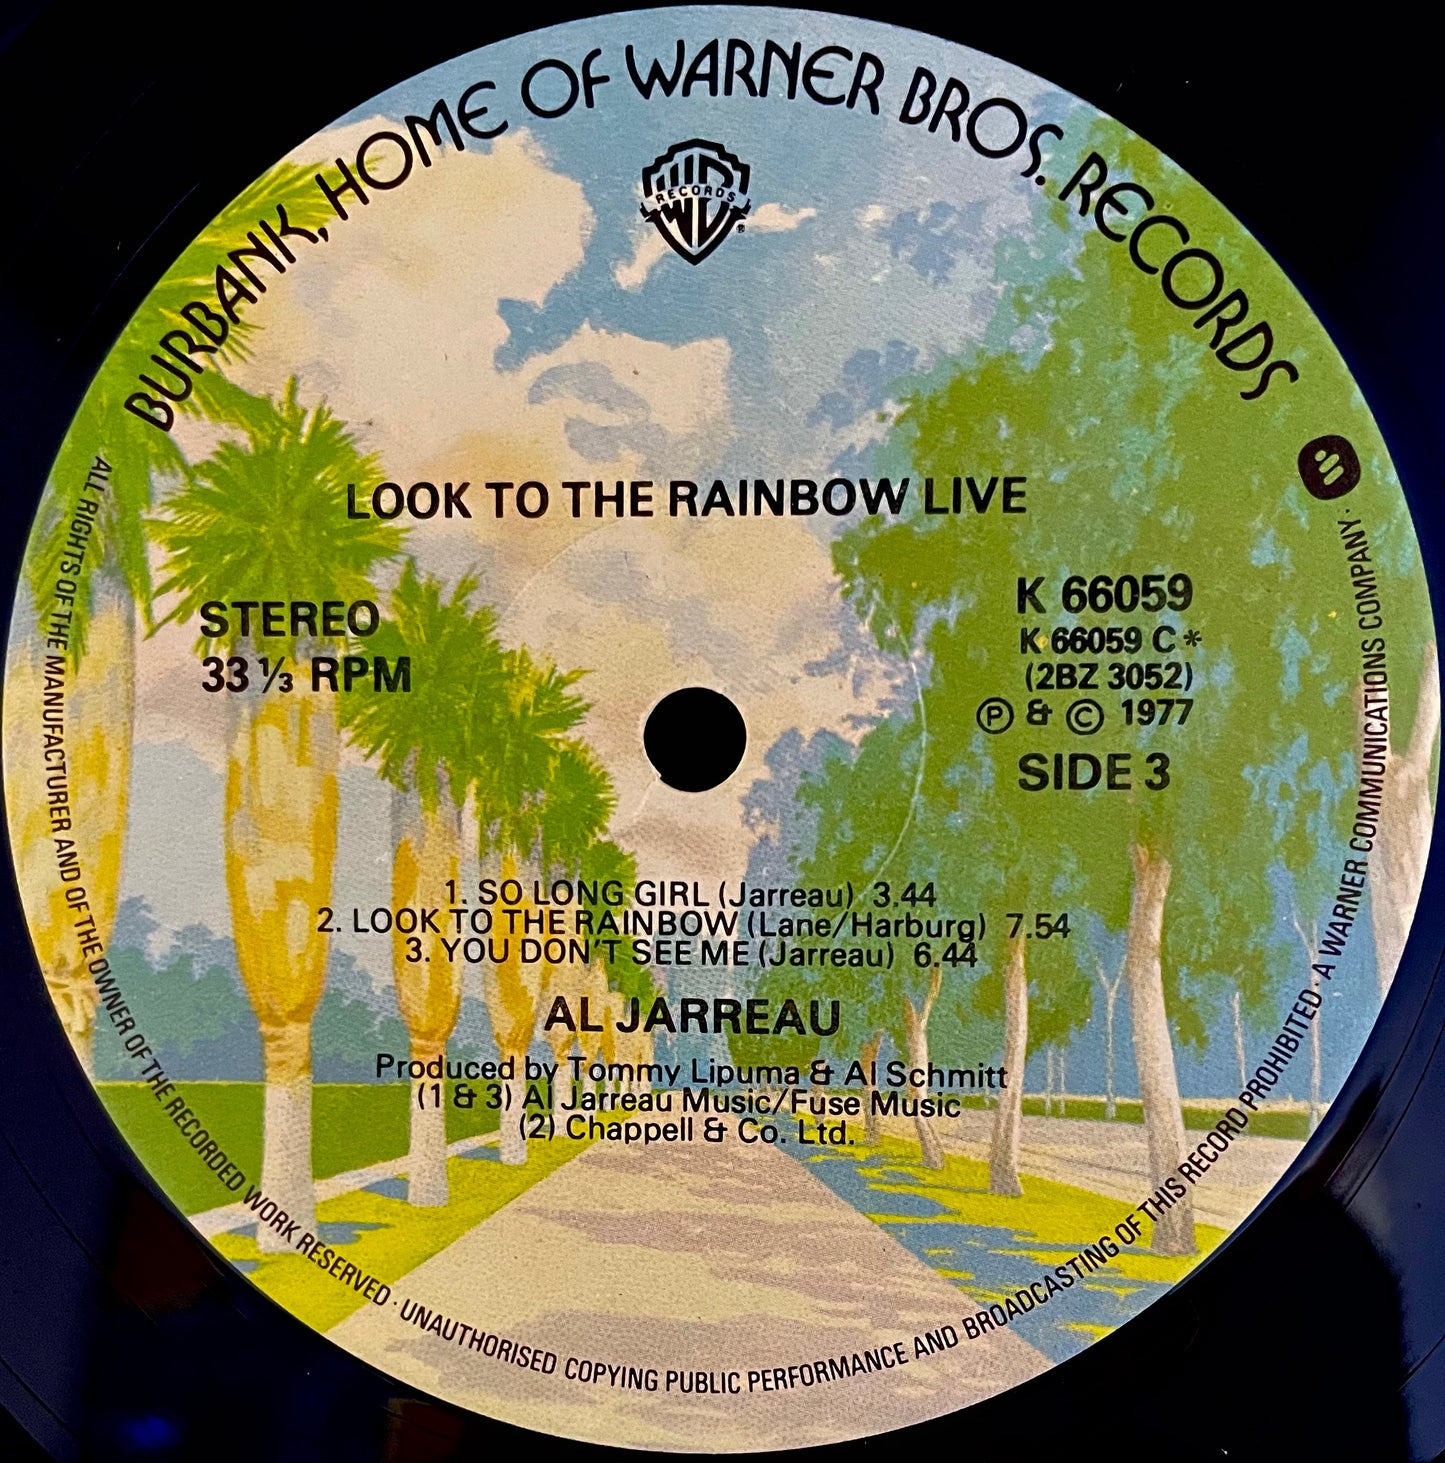 BURBANK, HOME OF WARNER BROS. RECORDS
WB
RECORDS
®
LOOK TO THE RAINBOW LIVE
STEREO
33 ⅓ RPM
K 66059
K 66059 C*
(2BZ 3052)
Ⓟ & © 1977
SIDE 3
1. SO LONG GIRL (Jarreau) 3.44
2. LOOK TO THE RAINBOW (Lane/Harburg) 7.54
3. YOU DON'T SEE ME (Jarreau) 6.44
AL JARREAU
Produced by Tommy Lipuma & Al Schmitt
(1 & 3) Al Jarreau Music/Fuse Music
(2) Chappell & Co. Ltd.
ALL RIGHTS OF THE MANUFACTURER AND OF THE OWNER OF THE RECORDED WORK RESERVED · UNAUTHORISED COPYING PUBLIC PERFORMANCE AND BROADCASTING OF THIS RECORD PROHIBITED · A WARNER COMMUNICATIONS COMPANY ·